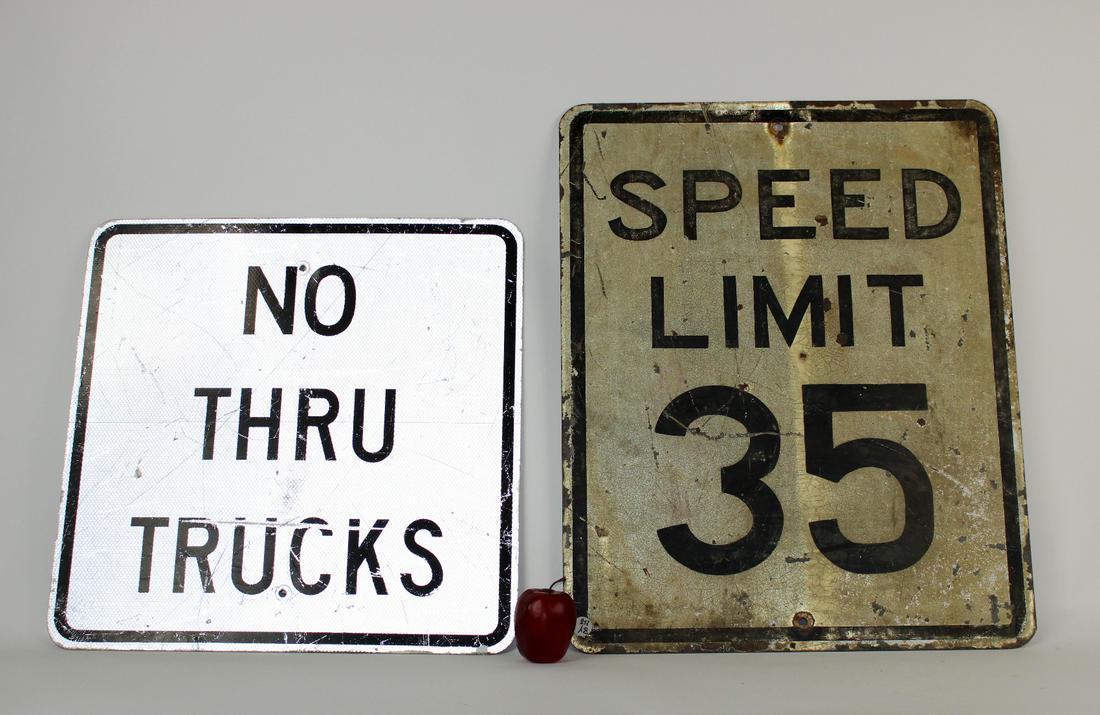 NO
THRU
TRUCKS
SPEED
LIMIT
35